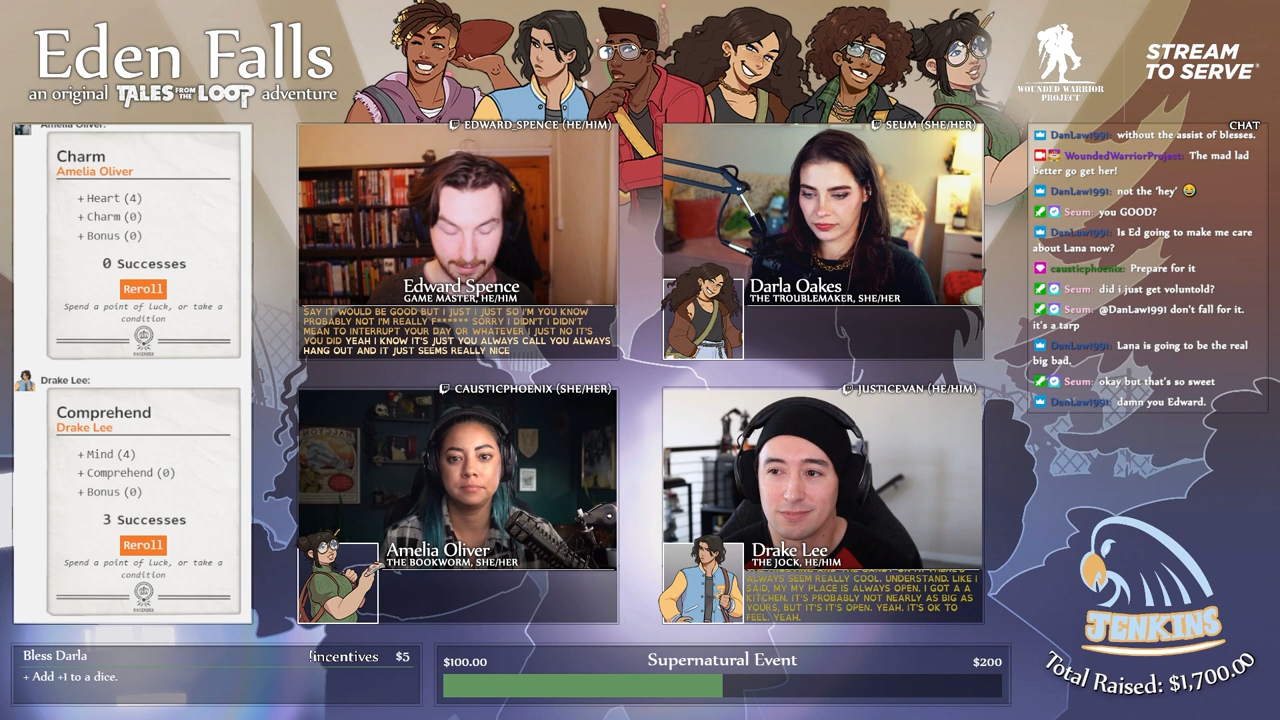 Eden Falls
an original TALES FROM THE LOOP adventure
WOUNDED WARRIOR
PROJECT
STREAM
TO SERVE
Amelia Oliver:
Charm
Amelia Oliver
+ Heart (4)
+ Charm (0)
+ Bonus (0)
0 Successes
Reroll
Spend a point of luck, or take a
condition
Drake Lee:
Comprehend
Drake Lee
+ Mind (4)
+ Comprehend (0)
+ Bonus (0)
3 Successes
Reroll
Spend a point of luck, or take a
condition
EDWARD_SPENCE (HE/HIM)
Edward Spence
GAME MASTER, HE/HIM
SAY IT WOULD BE GOOD BUT I JUST I JUST SO I'M YOU KNOW
PROBABLY NOT I'M REALLY F****** SORRY I DIDN'T I DIDN'T
MEAN TO INTERRUPT YOUR DAY OR WHATEVER I JUST NO IT'S
YOU DID YEAH I KNOW IT'S JUST YOU ALWAYS CALL YOU ALWAYS
HANG OUT AND IT JUST SEEMS REALLY NICE
SEUM (SHE/HER)
Darla Oakes
THE TROUBLEMAKER, SHE/HER
CAUSTICPHOENIX (SHE/HER)
Amelia Oliver
THE BOOKWORM, SHE/HER
JUSTICEVAN (HE/HIM)
Drake Lee
THE JOCK, HE/HIM
ALWAYS SEEM REALLY COOL. UNDERSTAND. LIKE I
SAID, MY MY PLACE IS ALWAYS OPEN. I GOT A A
KITCHEN. IT'S PROBABLY NOT NEARLY AS BIG AS
YOURS, BUT IT'S IT'S OPEN. YEAH. IT'S OK TO
FEEL. YEAH.
CHAT
DanLaw1991: without the assist of blesses.
WoundedWarriorProject: The mad lad
better go get her!
DanLaw1991: not the 'hey' 😂
Seum: you GOOD?
DanLaw1991: Is Ed going to make me care
about Lana now?
causticphoenix: Prepare for it
Seum: did i just get voluntold?
Seum: @DanLaw1991 don't fall for it.
it's a tarp
DanLaw1991: Lana is going to be the real
big bad.
Seum: okay but that's so sweet
DanLaw1991: damn you Edward.
JENKINS
Total Raised: $1,700.00
Bless Darla
!incentives $5
+ Add +1 to a dice.
$100.00
Supernatural Event
$200